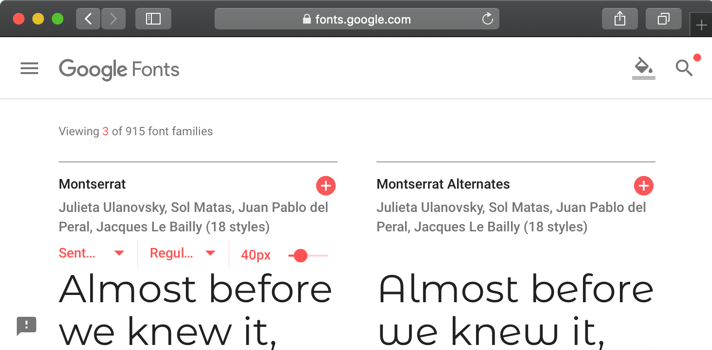 fonts.google.com
Google Fonts
Viewing 3 of 915 font families
Montserrat
Julieta Ulanovsky, Sol Matas, Juan Pablo del
Peral, Jacques Le Bailly (18 styles)
Sent... Regul... 40px
Almost before
we knew it,
Montserrat Alternates
Julieta Ulanovsky, Sol Matas, Juan Pablo del
Peral, Jacques Le Bailly (18 styles)
Almost before
we knew it,